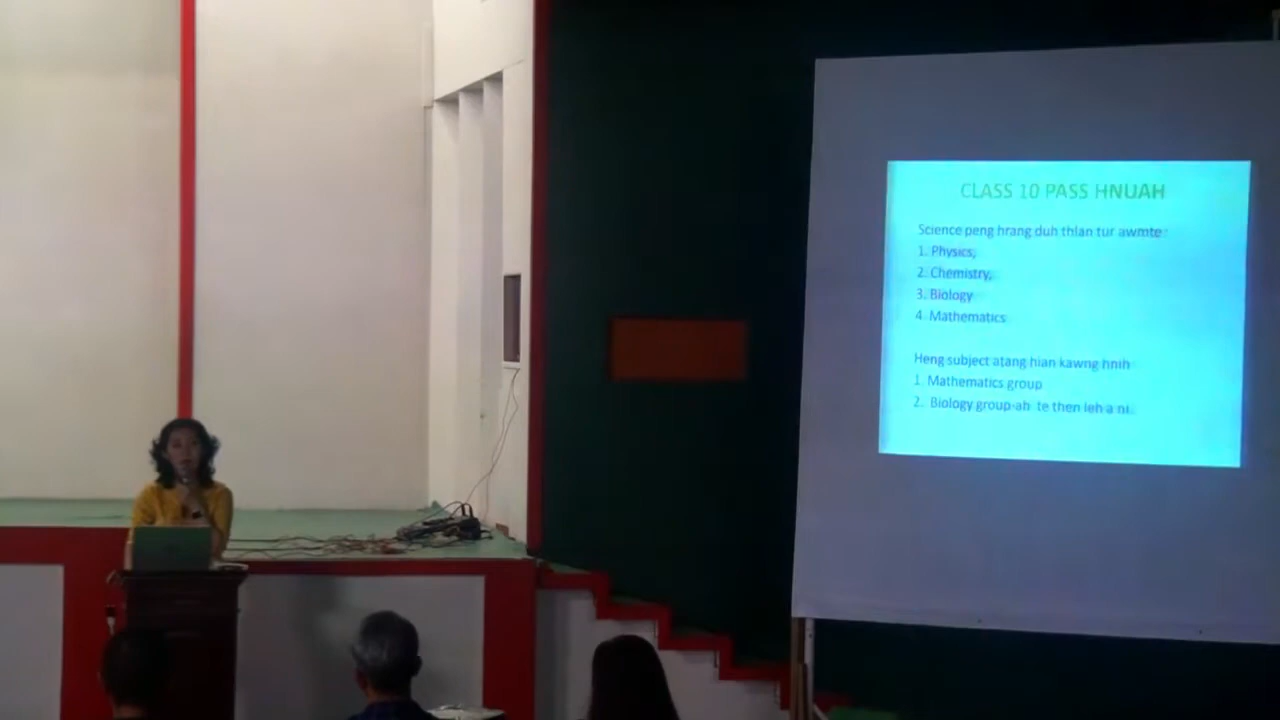 CLASS 10 PASS HNUAH
Science peng hrang duh thlan tur awmte :
1. Physics,
2. Chemistry,
3. Biology
4. Mathematics
Heng subject atang hian kawng hnih
1. Mathematics group
2. Biology group-ah te then leh a ni.